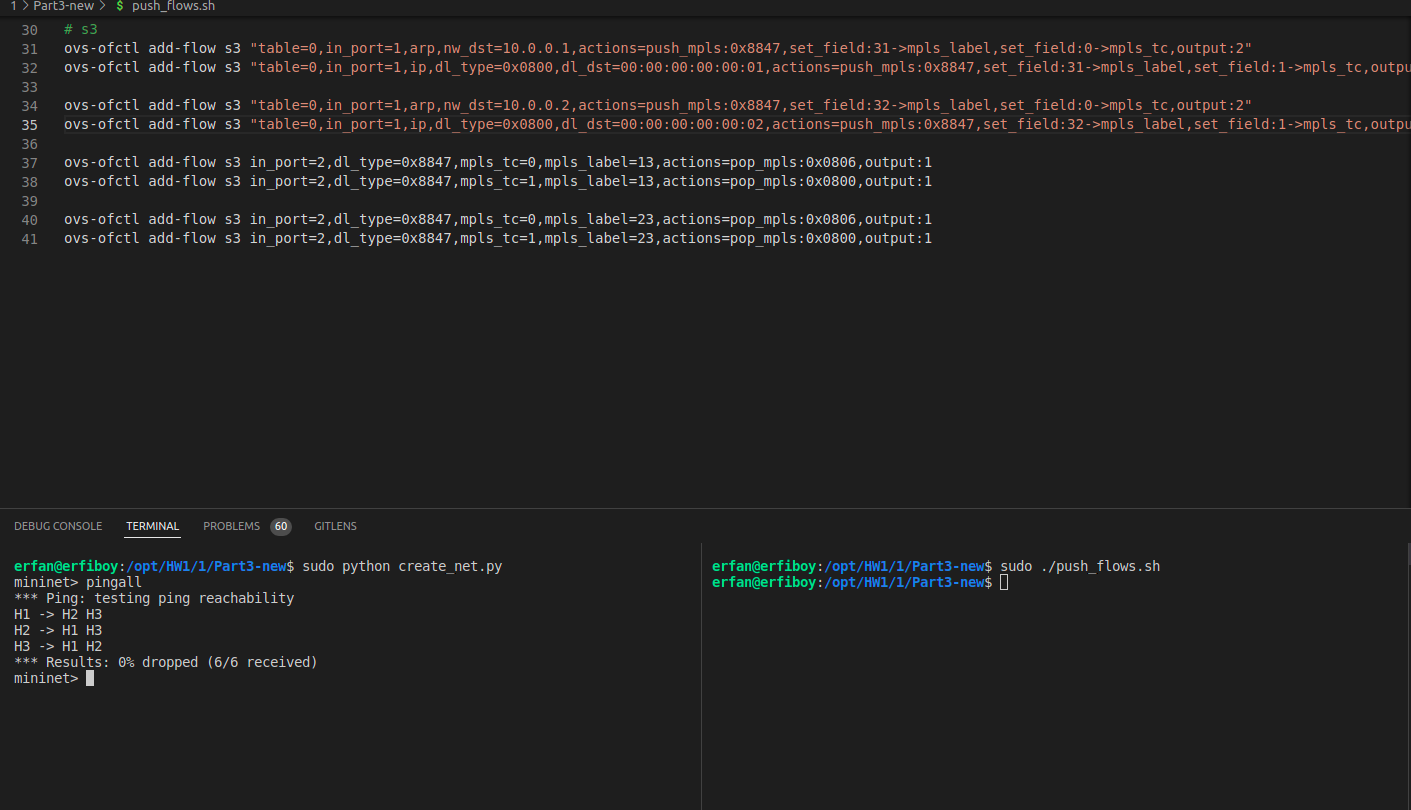 1 > Part3-new > $ push_flows.sh
30 # s3
31 ovs-ofctl add-flow s3 "table=0,in_port=1,arp,nw_dst=10.0.0.1,actions=push_mpls:0x8847,set_field:31->mpls_label,set_field:0->mpls_tc,output:2"
32 ovs-ofctl add-flow s3 "table=0,in_port=1,ip,dl_type=0x0800,dl_dst=00:00:00:00:00:01,actions=push_mpls:0x8847,set_field:31->mpls_label,set_field:1->mpls_tc,outpu
33
34 ovs-ofctl add-flow s3 "table=0,in_port=1,arp,nw_dst=10.0.0.2,actions=push_mpls:0x8847,set_field:32->mpls_label,set_field:0->mpls_tc,output:2"
35 ovs-ofctl add-flow s3 "table=0,in_port=1,ip,dl_type=0x0800,dl_dst=00:00:00:00:00:02,actions=push_mpls:0x8847,set_field:32->mpls_label,set_field:1->mpls_tc,outpu
36
37 ovs-ofctl add-flow s3 in_port=2,dl_type=0x8847,mpls_tc=0,mpls_label=13,actions=pop_mpls:0x0806,output:1
38 ovs-ofctl add-flow s3 in_port=2,dl_type=0x8847,mpls_tc=1,mpls_label=13,actions=pop_mpls:0x0800,output:1
39
40 ovs-ofctl add-flow s3 in_port=2,dl_type=0x8847,mpls_tc=0,mpls_label=23,actions=pop_mpls:0x0806,output:1
41 ovs-ofctl add-flow s3 in_port=2,dl_type=0x8847,mpls_tc=1,mpls_label=23,actions=pop_mpls:0x0800,output:1
DEBUG CONSOLE TERMINAL PROBLEMS 60 GITLENS
erfan@erfiboy:/opt/HW1/1/Part3-new$ sudo python create_net.py
mininet> pingall
*** Ping: testing ping reachability
H1 -> H2 H3
H2 -> H1 H3
H3 -> H1 H2
*** Results: 0% dropped (6/6 received)
mininet>
erfan@erfiboy:/opt/HW1/1/Part3-new$ sudo ./push_flows.sh
erfan@erfiboy:/opt/HW1/1/Part3-new$